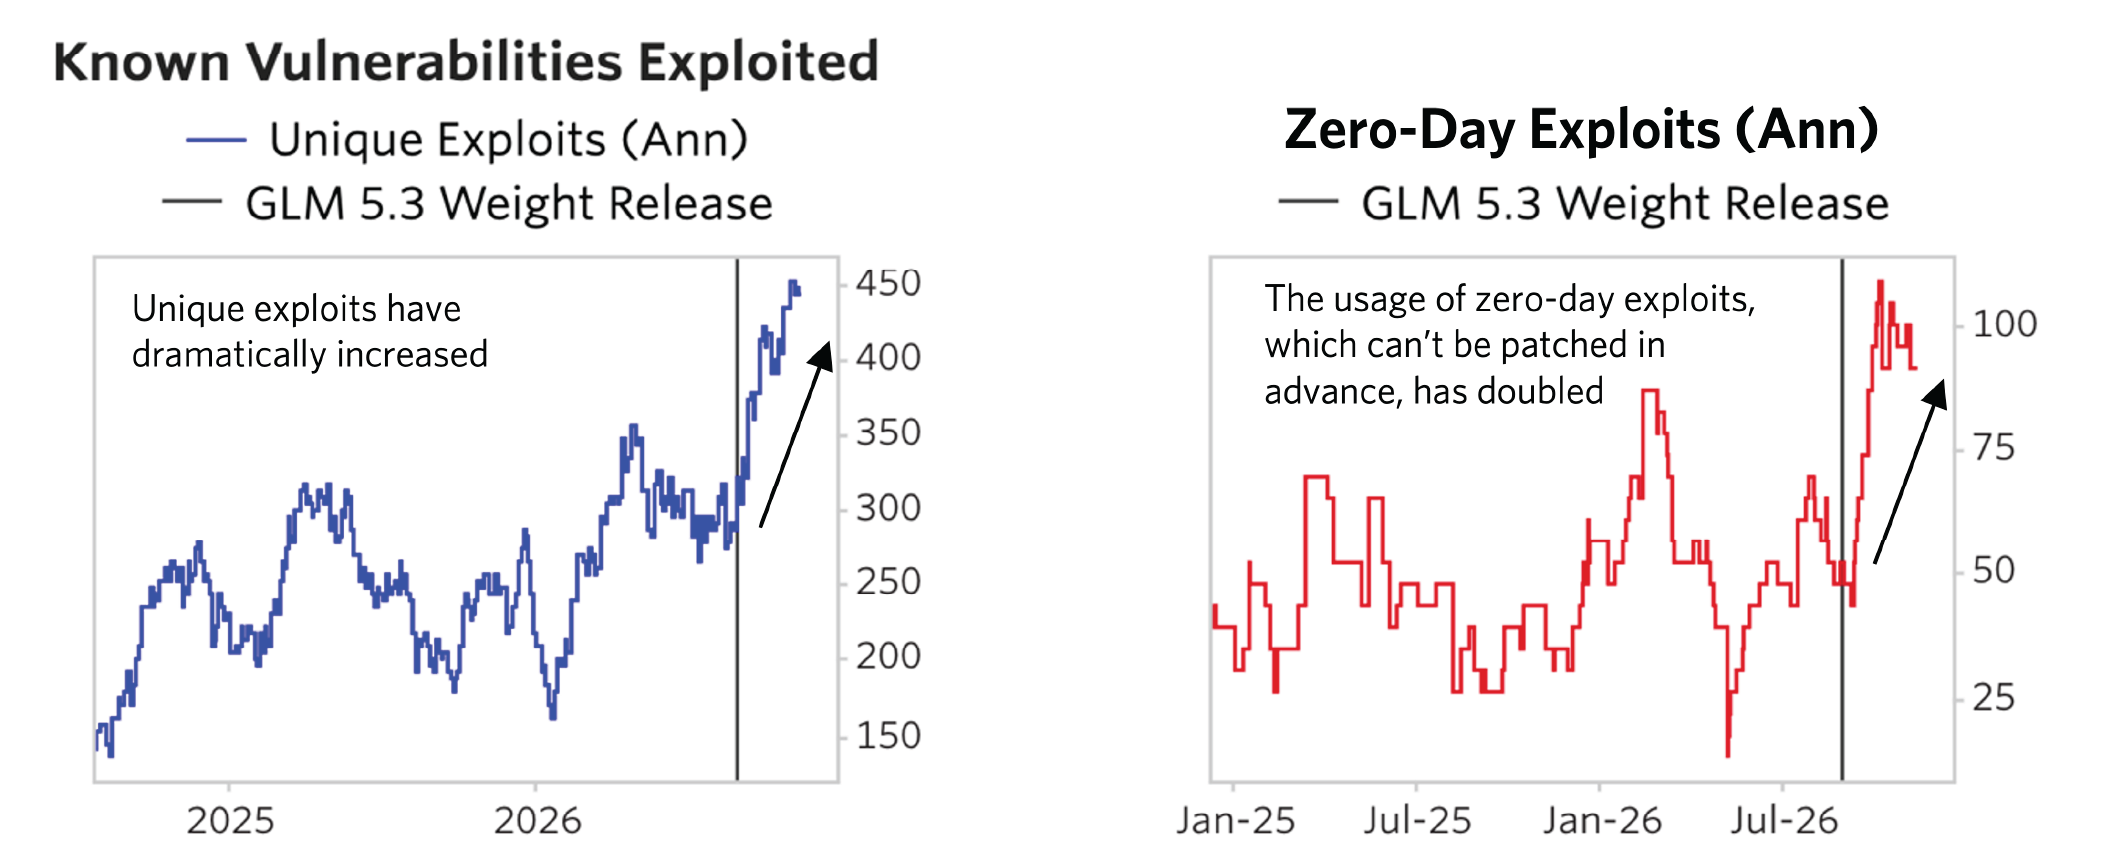 Known Vulnerabilities Exploited
Unique Exploits (Ann)
GLM 5.3 Weight Release
Unique exploits have
dramatically increased
450
400
350
300
250
200
150
2025
2026
Zero-Day Exploits (Ann)
GLM 5.3 Weight Release
The usage of zero-day exploits,
which can’t be patched in
advance, has doubled
100
75
50
25
Jan-25
Jul-25
Jan-26
Jul-26